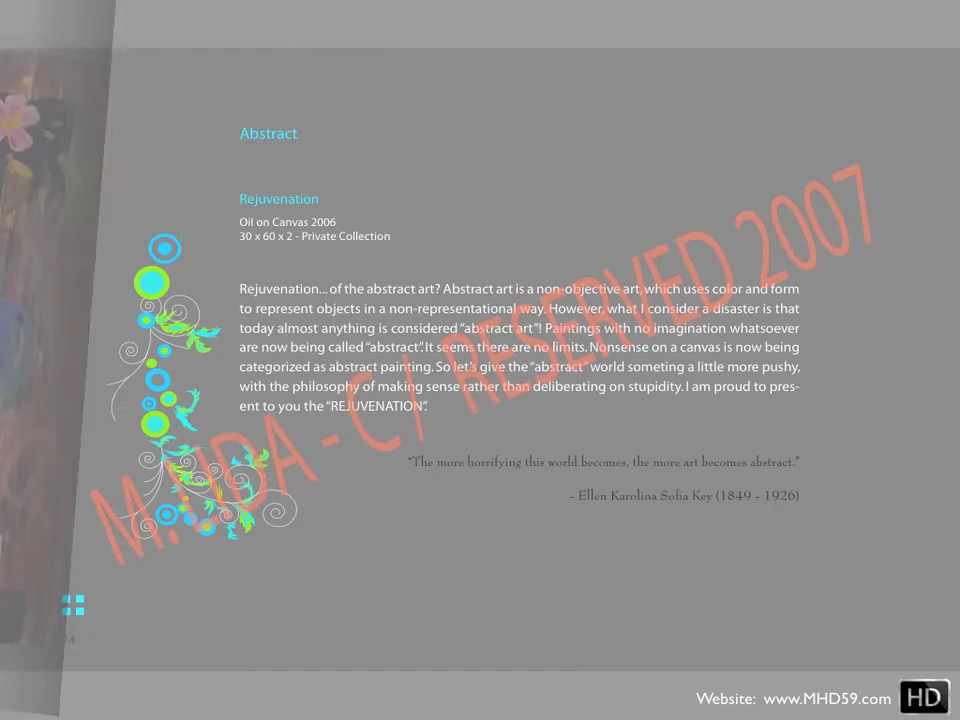 Abstract
Rejuvenation
Oil on Canvas 2006
30 x 60 x 2 - Private Collection
Rejuvenation... of the abstract art? Abstract art is a non-objective art, which uses color and form
to represent objects in a non-representational way. However, what I consider a disaster is that
today almost anything is considered “abstract art”! Paintings with no imagination whatsoever
are now being called “abstract”. It seems there are no limits. Nonsense on a canvas is now being
categorized as abstract painting. So let’s give the “abstract” world someting a little more pushy,
with the philosophy of making sense rather than deliberating on stupidity. I am proud to pres-
ent to you the “REJUVENATION”.
“The more horrifying this world becomes, the more art becomes abstract.”
- Ellen Karolina Sofia Key (1849 - 1926)
RESERVED 2007
Website: www.MHD59.com
HD